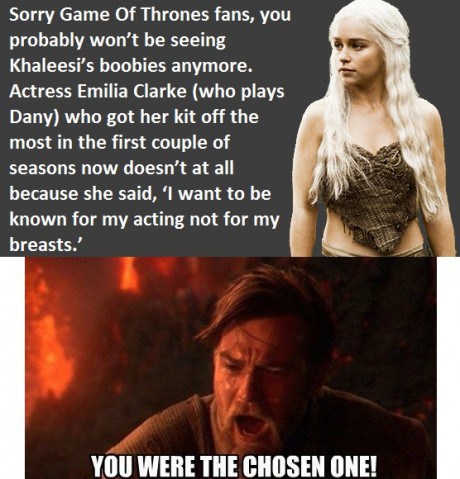 Sorry Game Of Thrones fans, you
probably won't be seeing
Khaleesi's boobies anymore.
Actress Emilia Clarke (who plays
Dany) who got her kit off the
most in the first couple of
seasons now doesn't at all
because she said, 'I want to be
known for my acting not for my
breasts.'
YOU WERE THE CHOSEN ONE!